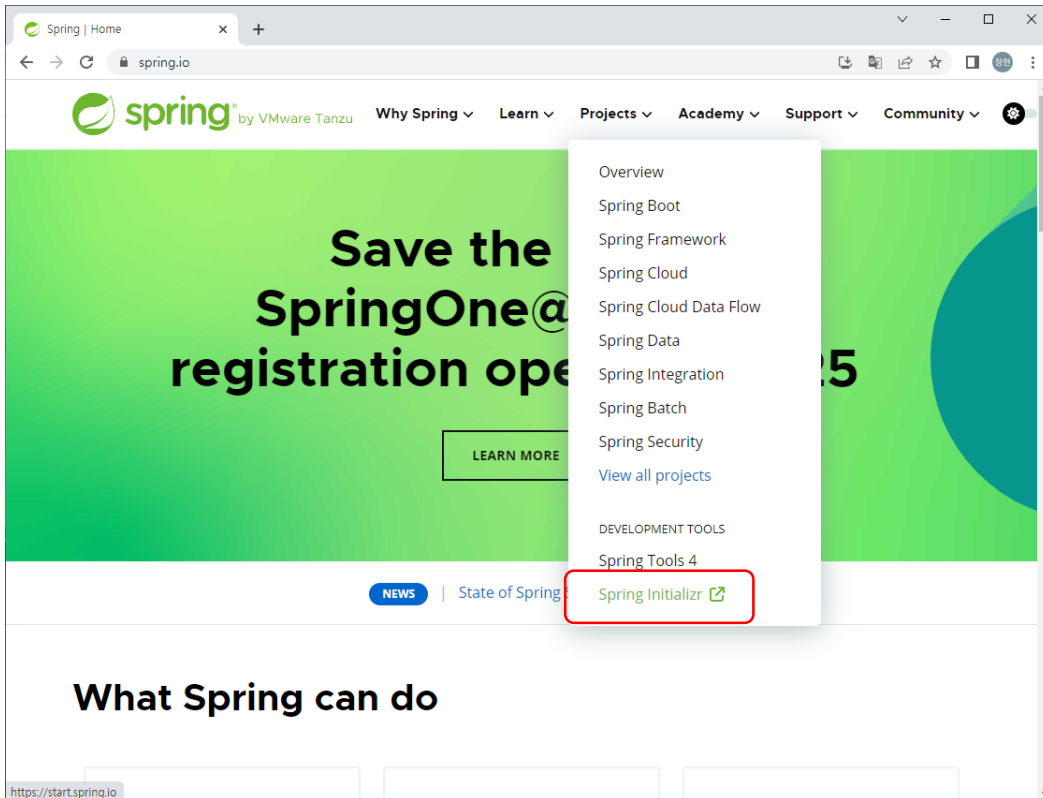 Spring | Home
spring.io
정현
spring by VMware Tanzu
Why Spring
Learn
Projects
Academy
Support
Community
Overview
Spring Boot
Spring Framework
Spring Cloud
Spring Cloud Data Flow
Spring Data
Spring Integration
Spring Batch
Spring Security
View all projects
DEVELOPMENT TOOLS
Spring Tools 4
Spring Initializr
Save the
SpringOne@
registration ope 25
LEARN MORE
NEWS | State of Spring
What Spring can do
https://start.spring.io